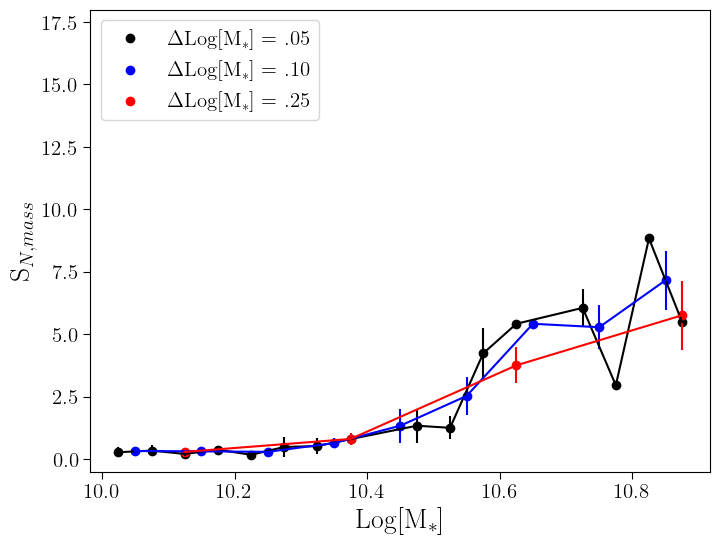 ΔLog[M*] = .05
ΔLog[M*] = .10
ΔLog[M*] = .25
17.5
15.0
12.5
10.0
7.5
5.0
2.5
0.0
S_{N,mass}
10.0 10.2 10.4 10.6 10.8
Log[M*]